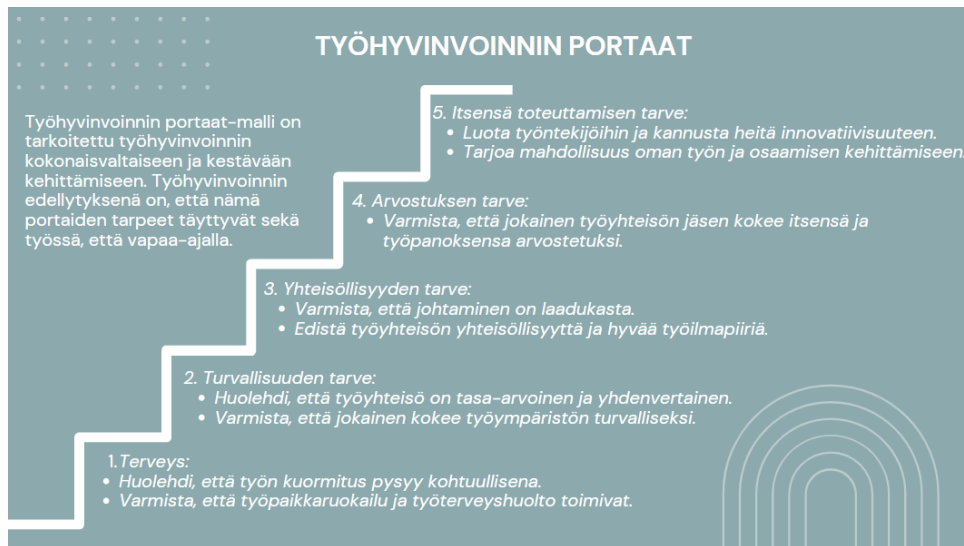 TYÖHYVINVOINNIN PORTAAT
Työhyvinvoinnin portaat-malli on
tarkoitettu työhyvinvoinnin
kokonaisvaltaiseen ja kestävään
kehittämiseen. Työhyvinvoinnin
edellytyksenä on, että nämä
portaiden tarpeet täyttyvät sekä
työssä, että vapaa-ajalla.
5. Itsensä toteuttamisen tarve:
• Luota työntekijöihin ja kannusta heitä innovatiivisuuteen.
• Tarjoa mahdollisuus oman työn ja osaamisen kehittämiseen.
4. Arvostuksen tarve:
• Varmista, että jokainen työyhteisön jäsen kokee itsensä ja
työpanoksensa arvostetuksi.
3. Yhteisöllisyyden tarve:
• Varmista, että johtaminen on laadukasta.
• Edistä työyhteisön yhteisöllisyyttä ja hyvää työilmapiiriä.
2. Turvallisuuden tarve:
• Huolehdi, että työyhteisö on tasa-arvoinen ja yhdenvertainen.
• Varmista, että jokainen kokee työympäristön turvalliseksi.
1. Terveys:
• Huolehdi, että työn kuormitus pysyy kohtuullisena.
• Varmista, että työpaikkaruokailu ja työterveyshuolto toimivat.